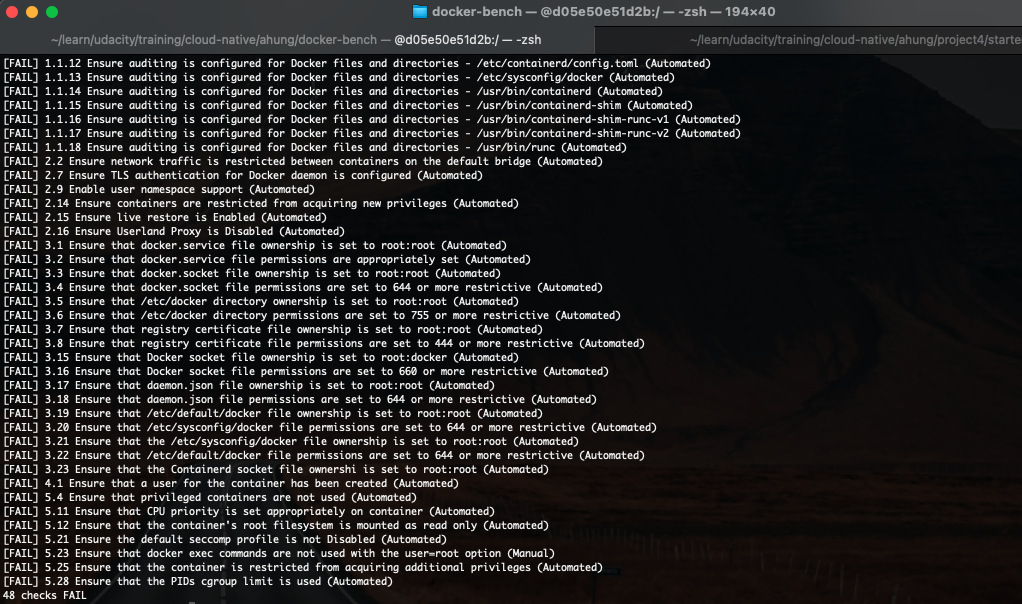 docker-bench — @d05e50e51d2b:/ — -zsh — 194×40
~/learn/udacity/training/cloud-native/ahung/docker-bench — @d05e50e51d2b:/ — -zsh
~/learn/udacity/training/cloud-native/ahung/project4/starte
[FAIL] 1.1.12 Ensure auditing is configured for Docker files and directories - /etc/containerd/config.toml (Automated)
[FAIL] 1.1.13 Ensure auditing is configured for Docker files and directories - /etc/sysconfig/docker (Automated)
[FAIL] 1.1.14 Ensure auditing is configured for Docker files and directories - /usr/bin/containerd (Automated)
[FAIL] 1.1.15 Ensure auditing is configured for Docker files and directories - /usr/bin/containerd-shim (Automated)
[FAIL] 1.1.16 Ensure auditing is configured for Docker files and directories - /usr/bin/containerd-shim-runc-v1 (Automated)
[FAIL] 1.1.17 Ensure auditing is configured for Docker files and directories - /usr/bin/containerd-shim-runc-v2 (Automated)
[FAIL] 1.1.18 Ensure auditing is configured for Docker files and directories - /usr/bin/runc (Automated)
[FAIL] 2.2 Ensure network traffic is restricted between containers on the default bridge (Automated)
[FAIL] 2.7 Ensure TLS authentication for Docker daemon is configured (Automated)
[FAIL] 2.9 Enable user namespace support (Automated)
[FAIL] 2.14 Ensure containers are restricted from acquiring new privileges (Automated)
[FAIL] 2.15 Ensure live restore is Enabled (Automated)
[FAIL] 2.16 Ensure Userland Proxy is Disabled (Automated)
[FAIL] 3.1 Ensure that docker.service file ownership is set to root:root (Automated)
[FAIL] 3.2 Ensure that docker.service file permissions are appropriately set (Automated)
[FAIL] 3.3 Ensure that docker.socket file ownership is set to root:root (Automated)
[FAIL] 3.4 Ensure that docker.socket file permissions are set to 644 or more restrictive (Automated)
[FAIL] 3.5 Ensure that /etc/docker directory ownership is set to root:root (Automated)
[FAIL] 3.6 Ensure that /etc/docker directory permissions are set to 755 or more restrictive (Automated)
[FAIL] 3.7 Ensure that registry certificate file ownership is set to root:root (Automated)
[FAIL] 3.8 Ensure that registry certificate file permissions are set to 444 or more restrictive (Automated)
[FAIL] 3.15 Ensure that Docker socket file ownership is set to root:docker (Automated)
[FAIL] 3.16 Ensure that Docker socket file permissions are set to 660 or more restrictive (Automated)
[FAIL] 3.17 Ensure that daemon.json file ownership is set to root:root (Automated)
[FAIL] 3.18 Ensure that daemon.json file permissions are set to 644 or more restrictive (Automated)
[FAIL] 3.19 Ensure that /etc/default/docker file ownership is set to root:root (Automated)
[FAIL] 3.20 Ensure that /etc/sysconfig/docker file permissions are set to 644 or more restrictive (Automated)
[FAIL] 3.21 Ensure that the /etc/sysconfig/docker file ownership is set to root:root (Automated)
[FAIL] 3.22 Ensure that /etc/default/docker file permissions are set to 644 or more restrictive (Automated)
[FAIL] 3.23 Ensure that the Containerd socket file ownershi is set to root:root (Automated)
[FAIL] 4.1 Ensure that a user for the container has been created (Automated)
[FAIL] 5.4 Ensure that privileged containers are not used (Automated)
[FAIL] 5.11 Ensure that CPU priority is set appropriately on container (Automated)
[FAIL] 5.12 Ensure that the container's root filesystem is mounted as read only (Automated)
[FAIL] 5.21 Ensure the default seccomp profile is not Disabled (Automated)
[FAIL] 5.23 Ensure that docker exec commands are not used with the user=root option (Manual)
[FAIL] 5.25 Ensure that the container is restricted from acquiring additional privileges (Automated)
[FAIL] 5.28 Ensure that the PIDs cgroup limit is used (Automated)
48 checks FAIL